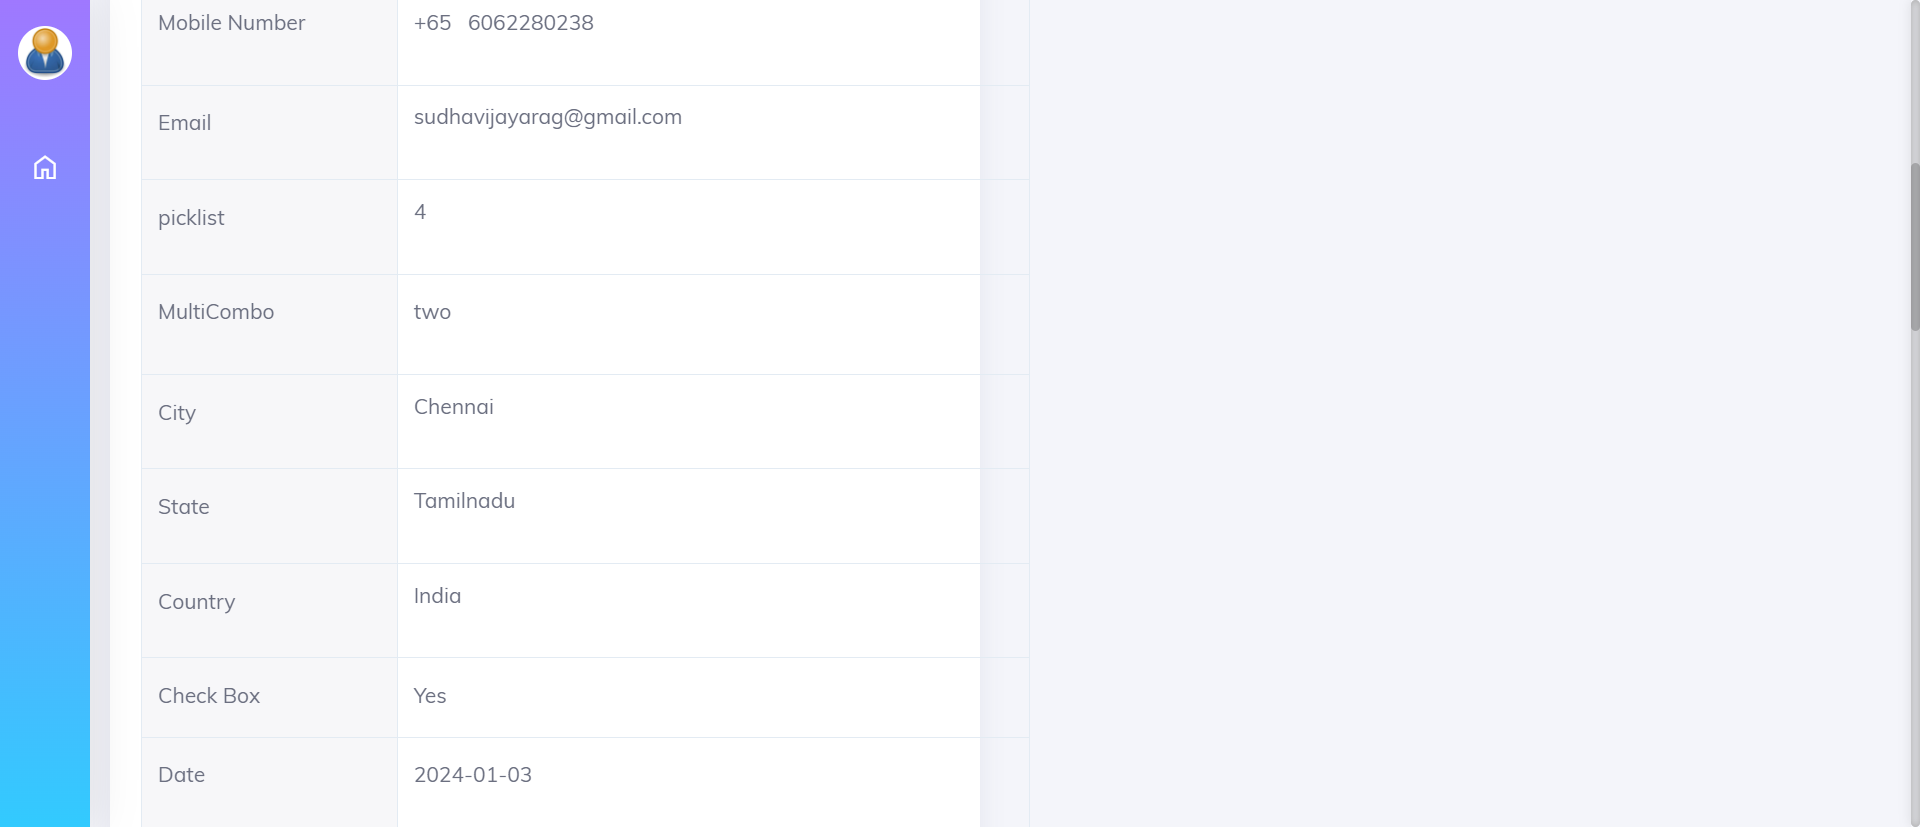 Mobile Number +65 6062280238
Email sudhavijayarag@gmail.com
picklist 4
MultiCombo two
City Chennai
State Tamilnadu
Country India
Check Box Yes
Date 2024-01-03